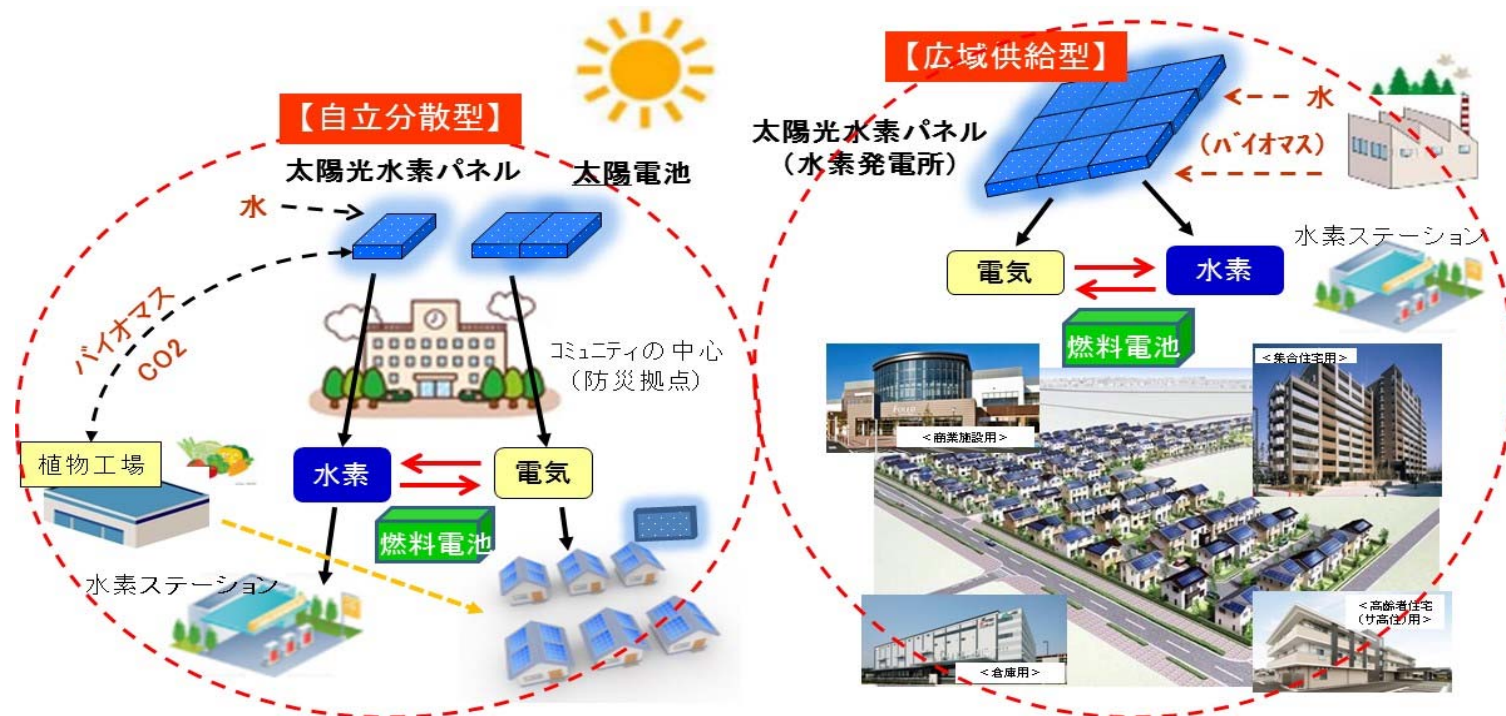 【自立分散型】
太陽光水素パネル
太陽電池
水
バイオマス
CO2
コミュニティの中心
（防災拠点）
植物工場
水素
電気
燃料電池
水素ステーション
【広域供給型】
太陽光水素パネル
（水素発電所）
水
(バイオマス)
電気
水素
水素ステーション
燃料電池
＜商業施設用＞
＜集合住宅用＞
＜倉庫用＞
＜高齢者住宅
（サ高住）用＞